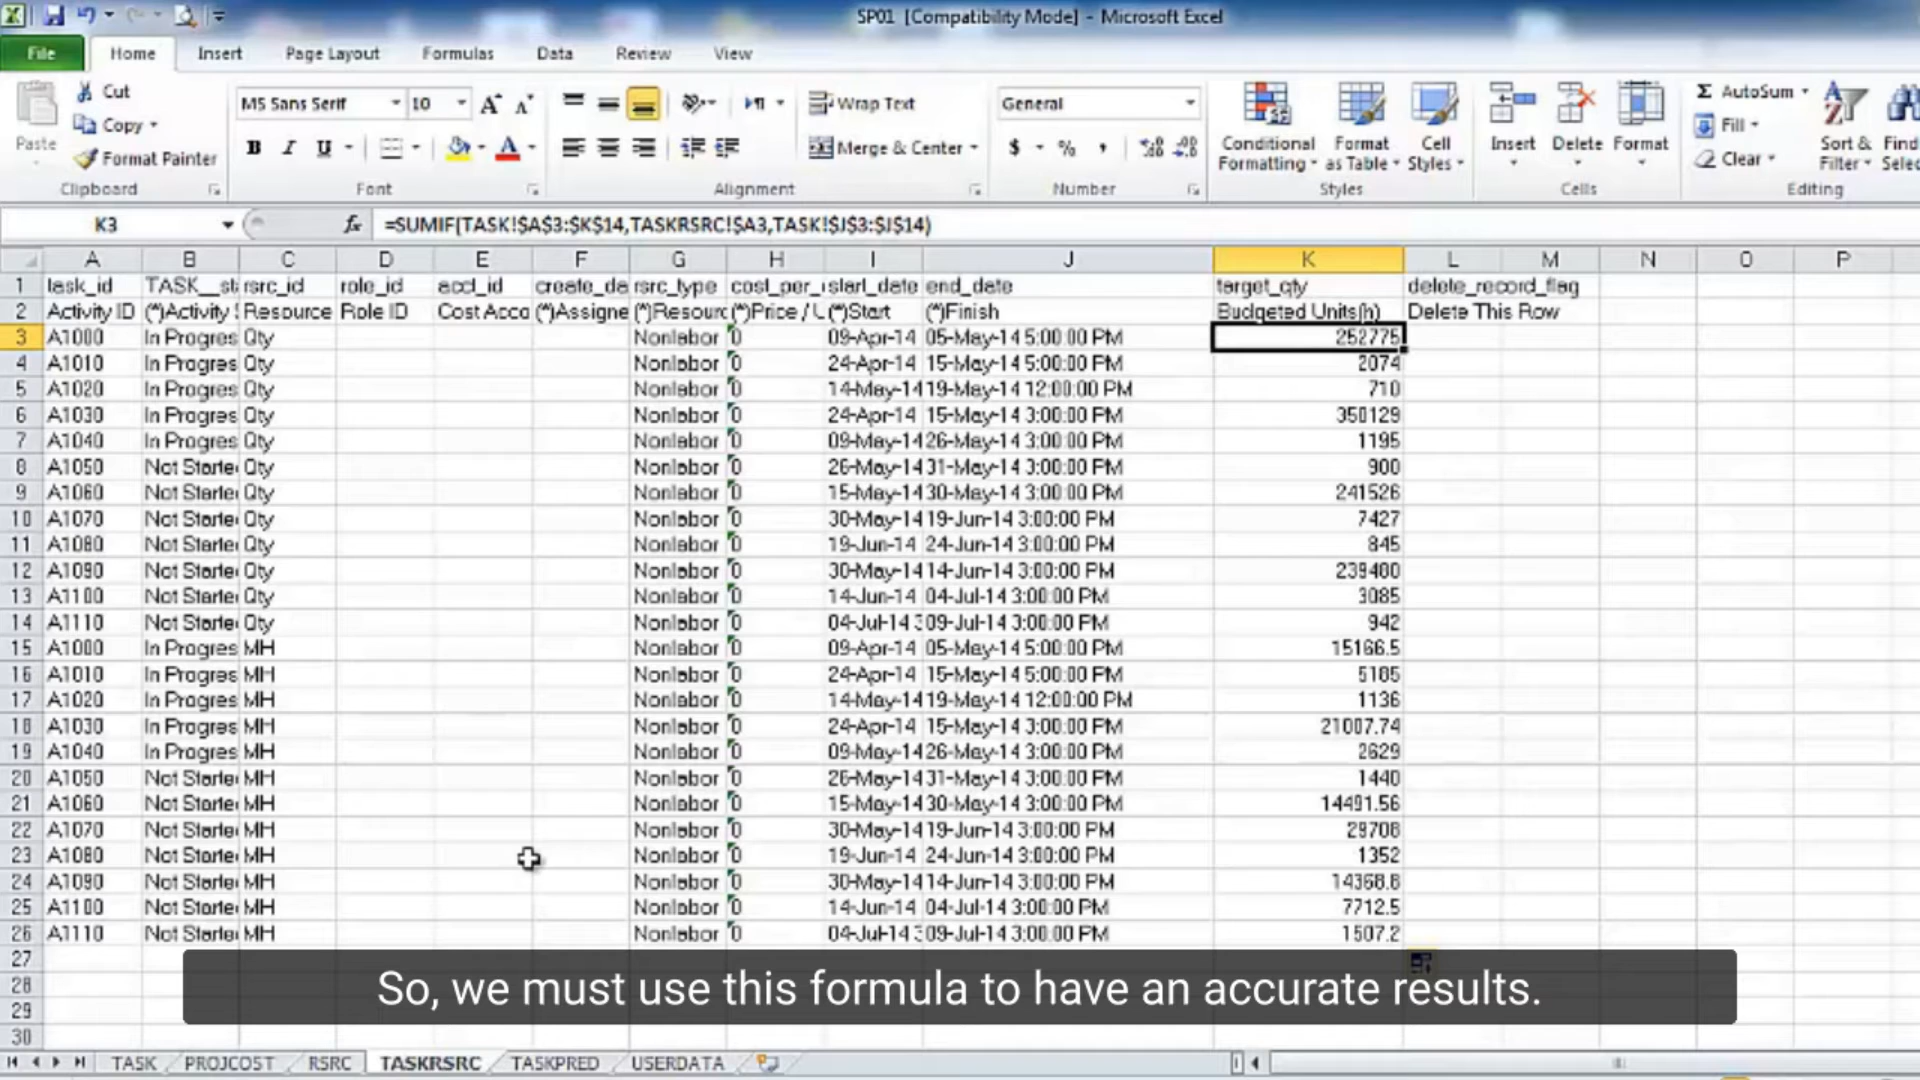 SP01 [Compatibility Mode] - Microsoft Excel
File Home Insert Page Layout Formulas Data Review View
Paste
Cut
Copy
Format Painter
Clipboard
MS Sans Serif 10
B I U
Font
Wrap Text
Merge & Center
Alignment
General
$ % ,
Number
Conditional Formatting
Format as Table
Cell Styles
Styles
Insert Delete Format
Cells
Σ AutoSum
Fill
Clear
Sort & Filter
Editing
K3 fx =SUMIF(TASK!$A$3:$K$14,TASKRSRC!$A3,TASK!$J$3:$J$14)
A B C D E F G H I J K L M N O P
1 task_id TASK__st rsrc_id role_id acct_id create_da rsrc_type cost_per_ start_date end_date target_qty delete_record_flag
2 Activity ID (*)Activity Resource Role ID Cost Acco (*)Assigne (*)Resour (*)Price / U (*)Start (*)Finish Budgeted Units(h) Delete This Row
3 A1000 In Progres Qty Nonlabor 0 09-Apr-14 05-May-14 5:00:00 PM 252775
4 A1010 In Progres Qty Nonlabor 0 24-Apr-14 15-May-14 5:00:00 PM 2074
5 A1020 In Progres Qty Nonlabor 0 14-May-14 19-May-14 12:00:00 PM 710
6 A1030 In Progres Qty Nonlabor 0 24-Apr-14 15-May-14 3:00:00 PM 350129
7 A1040 In Progres Qty Nonlabor 0 09-May-14 26-May-14 3:00:00 PM 1195
8 A1050 Not Starte Qty Nonlabor 0 26-May-14 31-May-14 3:00:00 PM 900
9 A1060 Not Starte Qty Nonlabor 0 15-May-14 30-May-14 3:00:00 PM 241526
10 A1070 Not Starte Qty Nonlabor 0 30-May-14 19-Jun-14 3:00:00 PM 7427
11 A1080 Not Starte Qty Nonlabor 0 19-Jun-14 24-Jun-14 3:00:00 PM 845
12 A1090 Not Starte Qty Nonlabor 0 30-May-14 14-Jun-14 3:00:00 PM 239480
13 A1100 Not Starte Qty Nonlabor 0 14-Jun-14 04-Jul-14 3:00:00 PM 3085
14 A1110 Not Starte Qty Nonlabor 0 04-Jul-14 3 09-Jul-14 3:00:00 PM 942
15 A1000 In Progres MH Nonlabor 0 09-Apr-14 05-May-14 5:00:00 PM 15166.5
16 A1010 In Progres MH Nonlabor 0 24-Apr-14 15-May-14 5:00:00 PM 5185
17 A1020 In Progres MH Nonlabor 0 14-May-14 19-May-14 12:00:00 PM 1136
18 A1030 In Progres MH Nonlabor 0 24-Apr-14 15-May-14 3:00:00 PM 21007.74
19 A1040 In Progres MH Nonlabor 0 09-May-14 26-May-14 3:00:00 PM 2629
20 A1050 Not Starte MH Nonlabor 0 26-May-14 31-May-14 3:00:00 PM 1440
21 A1060 Not Starte MH Nonlabor 0 15-May-14 30-May-14 3:00:00 PM 14491.56
22 A1070 Not Starte MH Nonlabor 0 30-May-14 19-Jun-14 3:00:00 PM 29708
23 A1080 Not Starte MH Nonlabor 0 19-Jun-14 24-Jun-14 3:00:00 PM 1352
24 A1090 Not Starte MH Nonlabor 0 30-May-14 14-Jun-14 3:00:00 PM 14368.8
25 A1100 Not Starte MH Nonlabor 0 14-Jun-14 04-Jul-14 3:00:00 PM 7712.5
26 A1110 Not Starte MH Nonlabor 0 04-Jul-14 3 09-Jul-14 3:00:00 PM 1507.2
27
28
29
30
So, we must use this formula to have an accurate results.
TASK PROJCOST RSRC TASKRSRC TASKPRED USERDATA